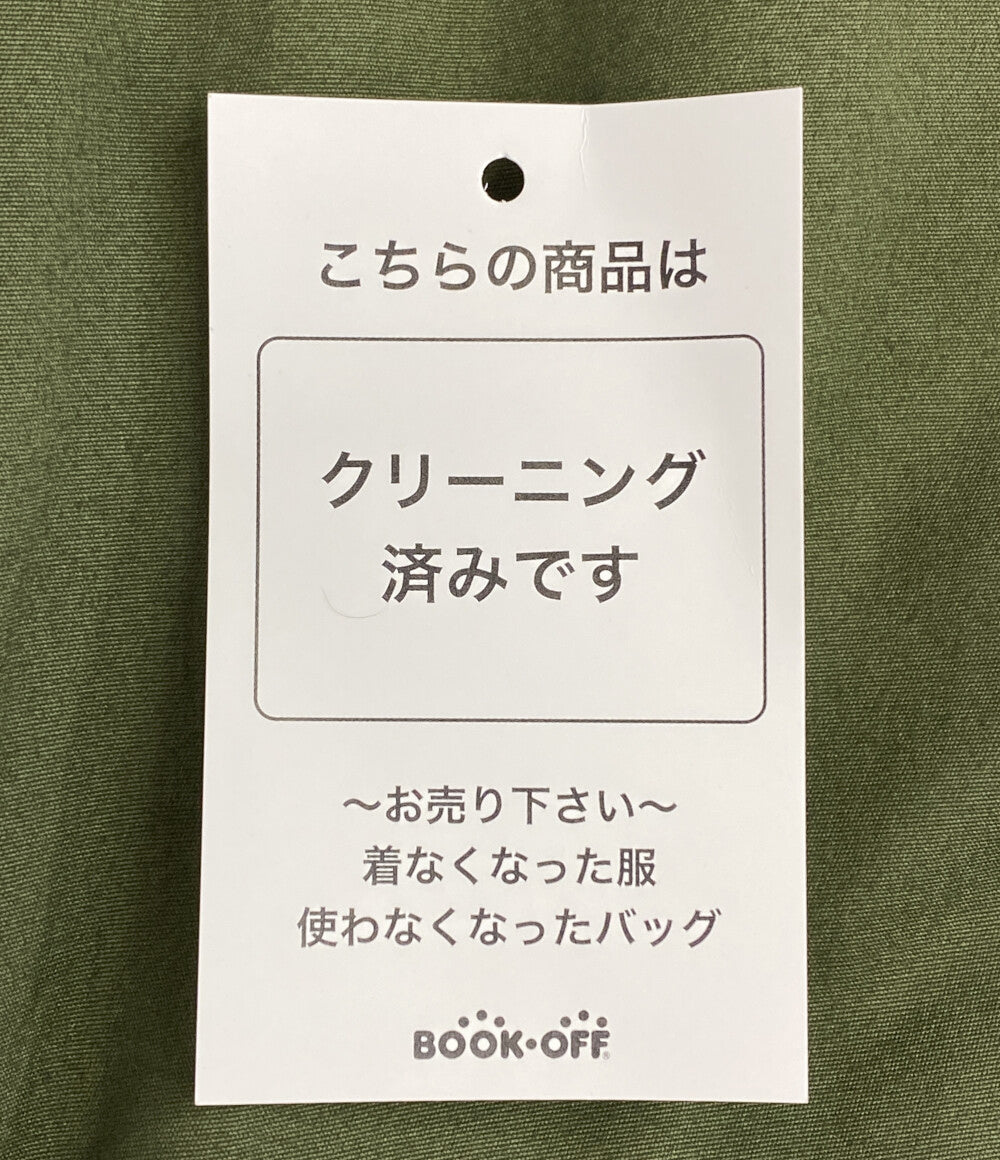 こちらの商品は
クリーニング
済みです
～お売り下さい～
着なくなった服
使わなくなったバッグ
BOOK・OFF®